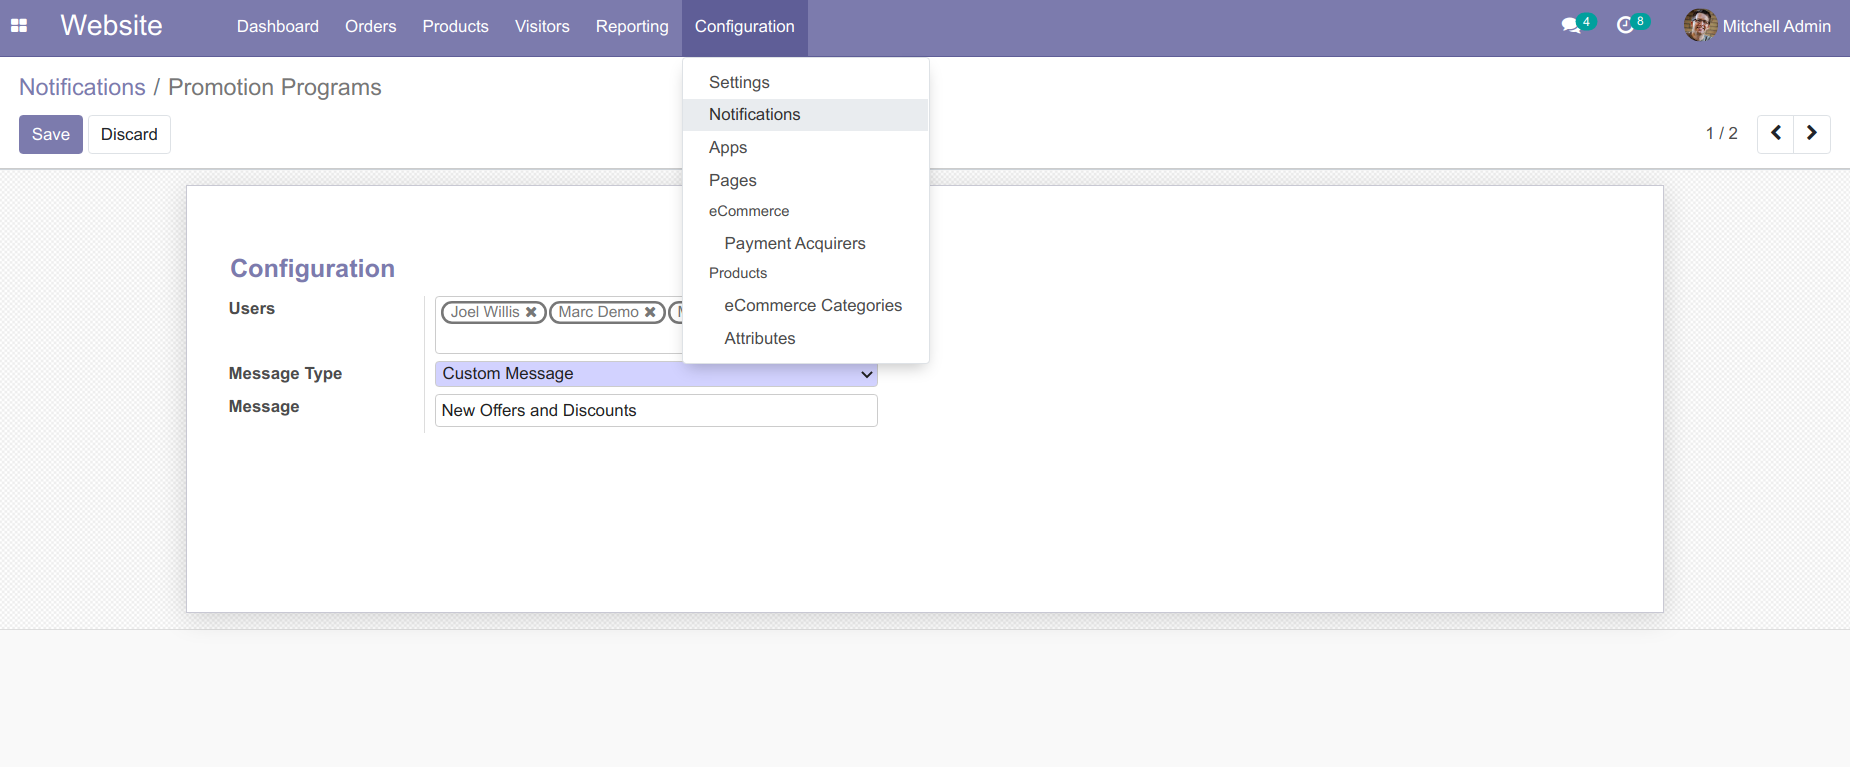 Website Dashboard Orders Products Visitors Reporting Configuration 4 8 Mitchell Admin
Notifications / Promotion Programs
Save Discard
1 / 2
Settings
Notifications
Apps
Pages
eCommerce
Payment Acquirers
Products
eCommerce Categories
Attributes
Configuration
Users Joel Willis Marc Demo
Message Type Custom Message
Message New Offers and Discounts